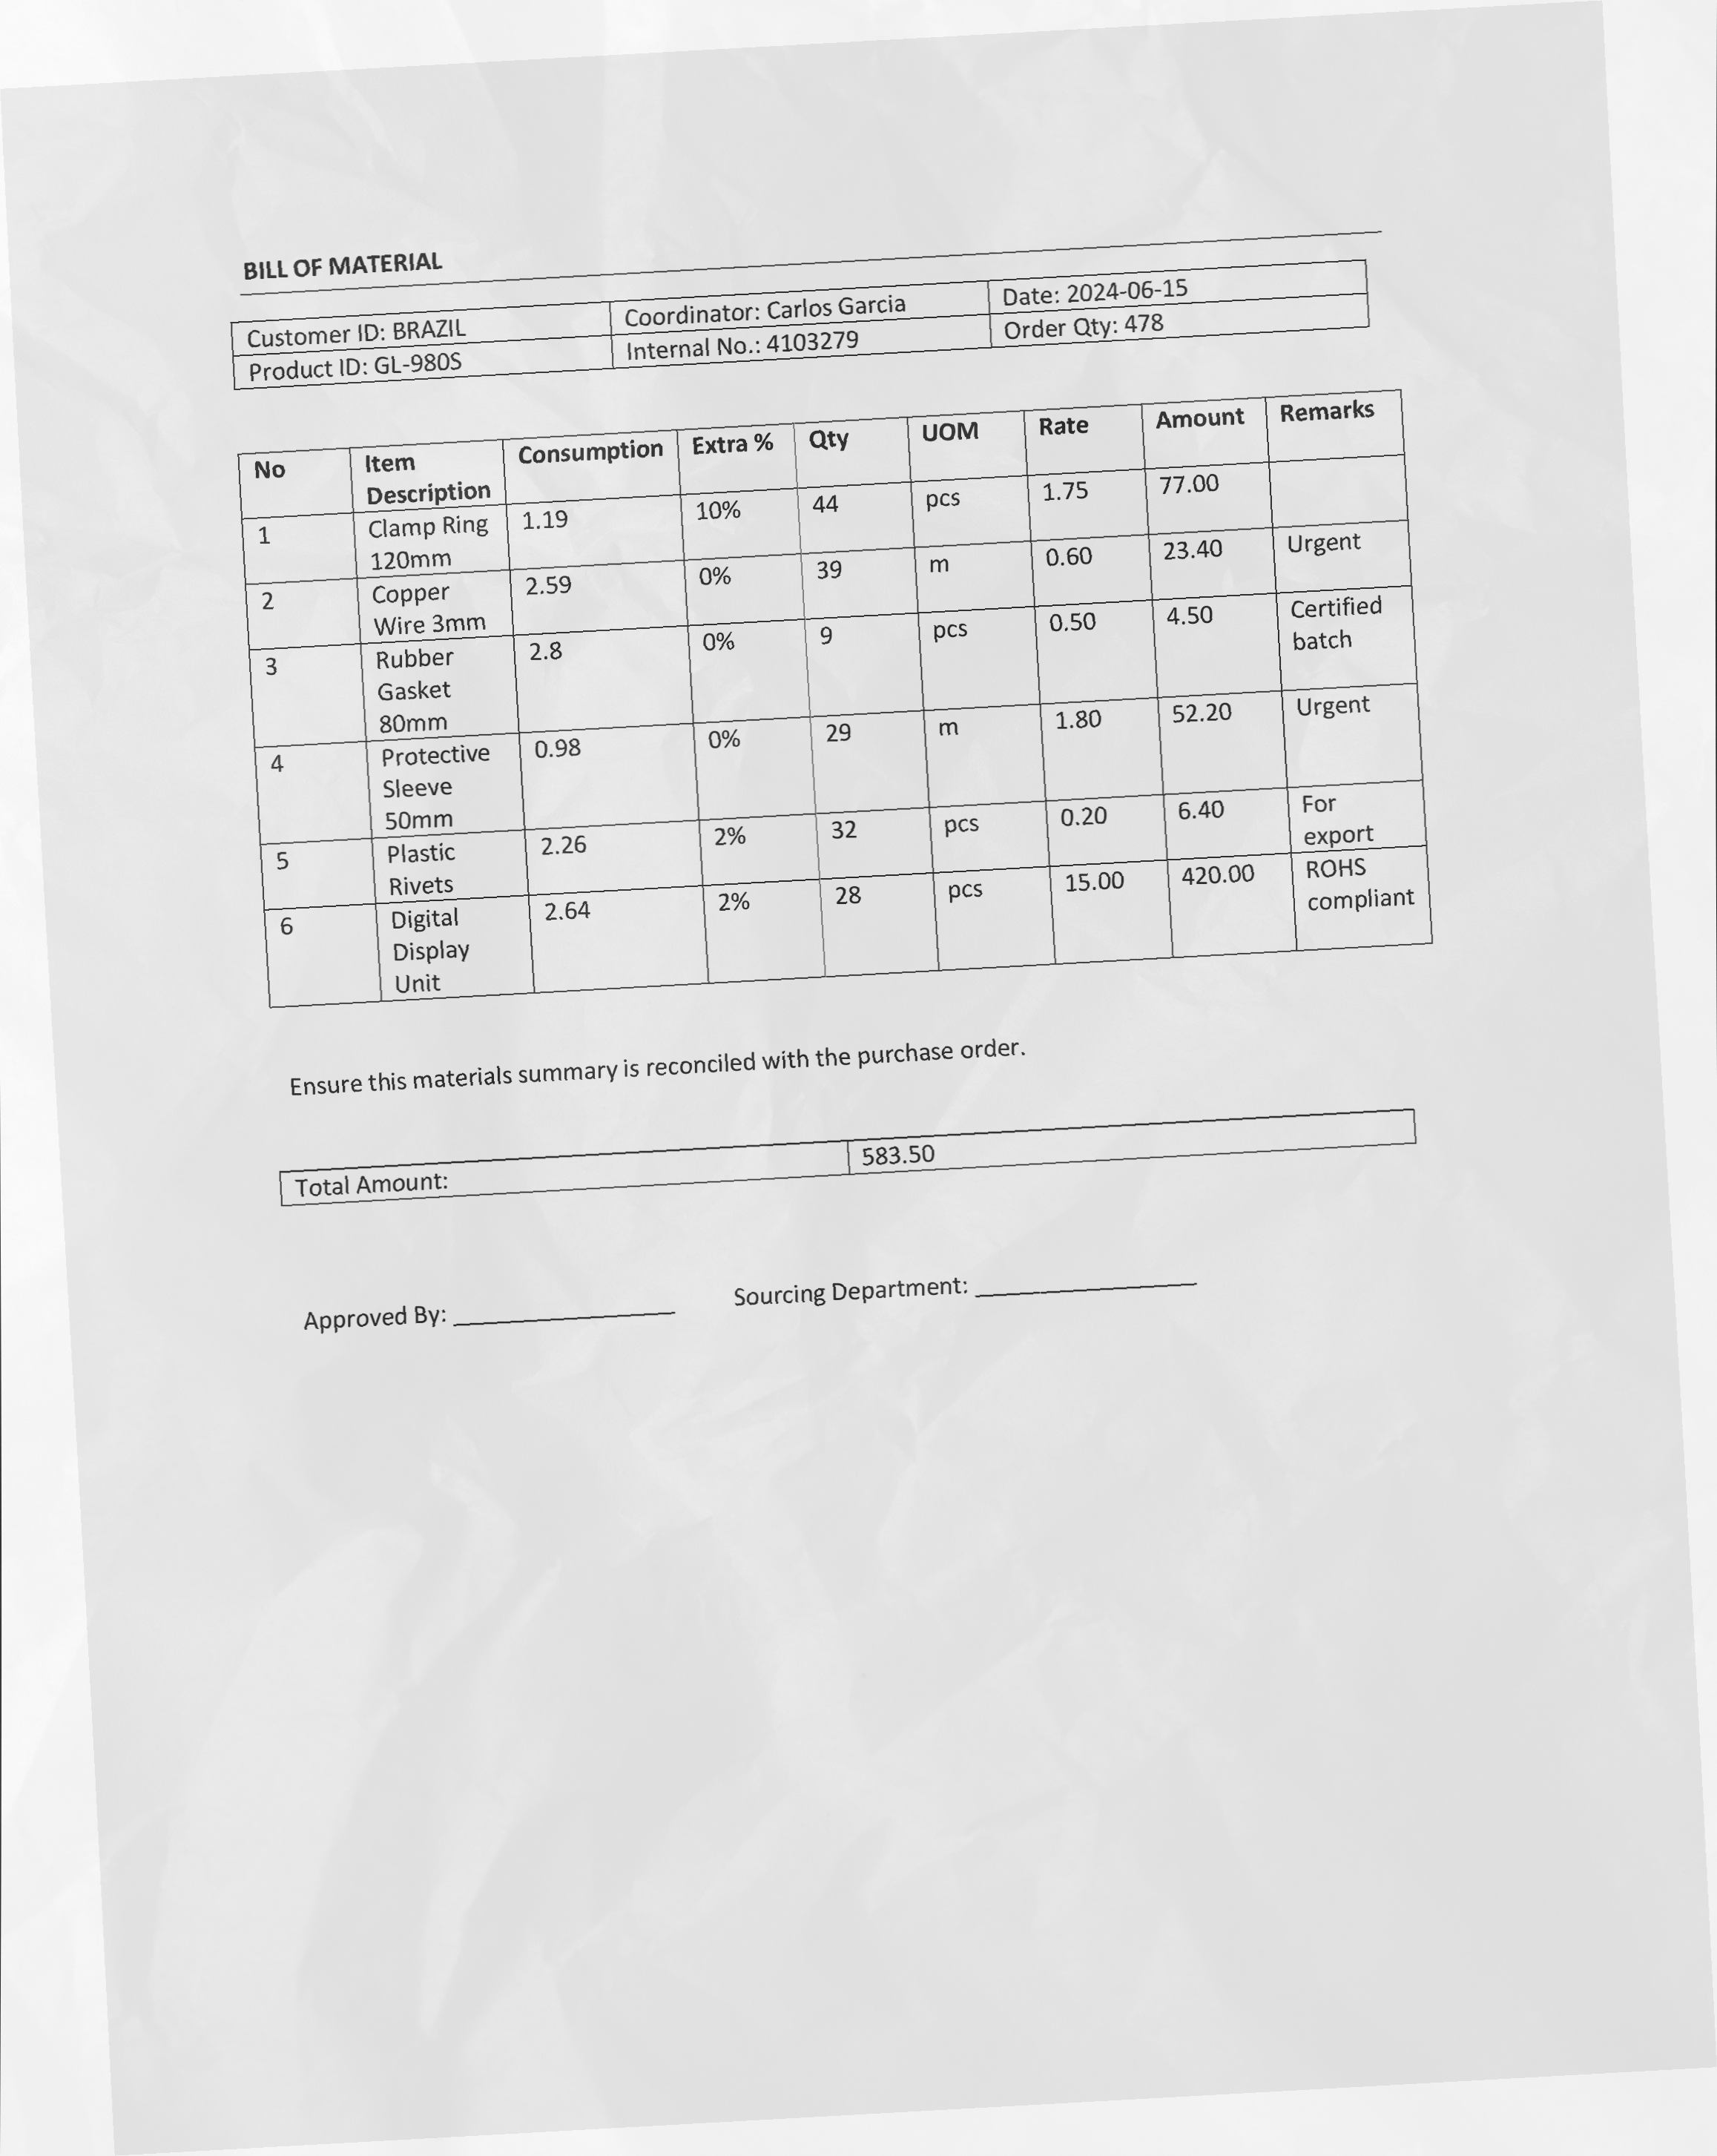 BILL OF MATERIAL
Customer ID: BRAZIL Coordinator: Carlos Garcia Date: 2024-06-15
Product ID: GL-980S Internal No.: 4103279 Order Qty: 478
No Item Description Consumption Extra % Qty UOM Rate Amount Remarks
1 Clamp Ring 120mm 1.19 10% 44 pcs 1.75 77.00
2 Copper Wire 3mm 2.59 0% 39 m 0.60 23.40 Urgent
3 Rubber Gasket 80mm 2.8 0% 9 pcs 0.50 4.50 Certified batch
4 Protective Sleeve 50mm 0.98 0% 29 m 1.80 52.20 Urgent
5 Plastic Rivets 2.26 2% 32 pcs 0.20 6.40 For export
6 Digital Display Unit 2.64 2% 28 pcs 15.00 420.00 ROHS compliant
Ensure this materials summary is reconciled with the purchase order.
Total Amount: 583.50
Approved By: Sourcing Department: